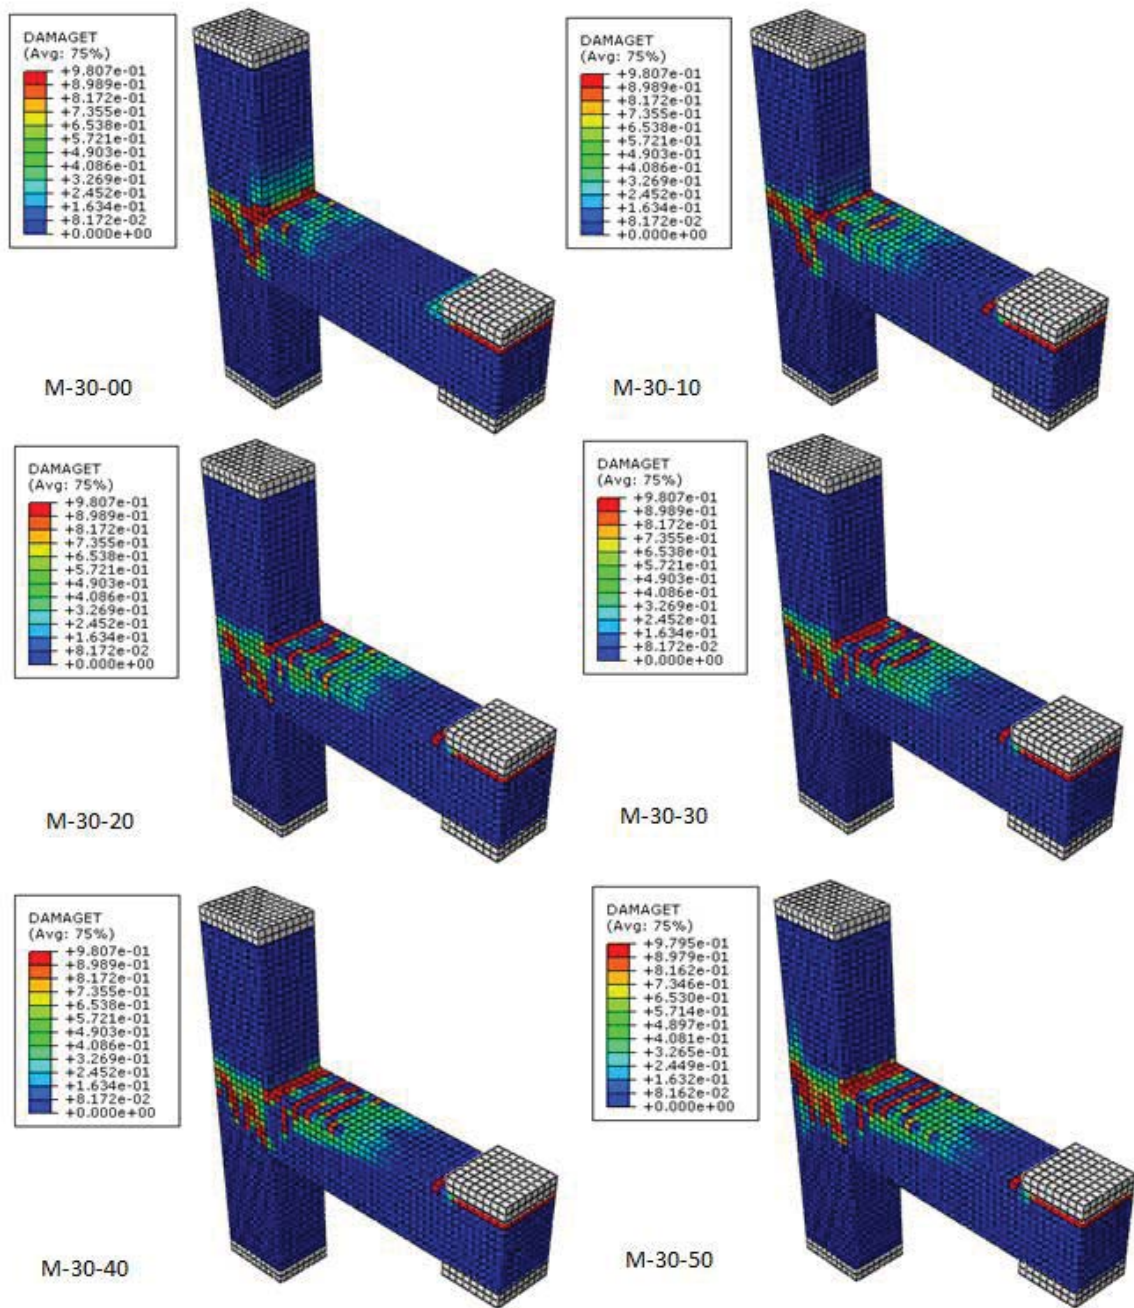 DAMAGET
(Avg: 75%)
+9.807e-01
+8.989e-01
+8.172e-01
+7.355e-01
+6.538e-01
+5.721e-01
+4.903e-01
+4.086e-01
+3.269e-01
+2.452e-01
+1.634e-01
+8.172e-02
+0.000e+00
M-30-00
DAMAGET
(Avg: 75%)
+9.807e-01
+8.989e-01
+8.172e-01
+7.355e-01
+6.538e-01
+5.721e-01
+4.903e-01
+4.086e-01
+3.269e-01
+2.452e-01
+1.634e-01
+8.172e-02
+0.000e+00
M-30-10
DAMAGET
(Avg: 75%)
+9.807e-01
+8.989e-01
+8.172e-01
+7.355e-01
+6.538e-01
+5.721e-01
+4.903e-01
+4.086e-01
+3.269e-01
+2.452e-01
+1.634e-01
+8.172e-02
+0.000e+00
M-30-20
DAMAGET
(Avg: 75%)
+9.807e-01
+8.989e-01
+8.172e-01
+7.355e-01
+6.538e-01
+5.721e-01
+4.903e-01
+4.086e-01
+3.269e-01
+2.452e-01
+1.634e-01
+8.172e-02
+0.000e+00
M-30-30
DAMAGET
(Avg: 75%)
+9.807e-01
+8.989e-01
+8.172e-01
+7.355e-01
+6.538e-01
+5.721e-01
+4.903e-01
+4.086e-01
+3.269e-01
+2.452e-01
+1.634e-01
+8.172e-02
+0.000e+00
M-30-40
DAMAGET
(Avg: 75%)
+9.795e-01
+8.979e-01
+8.162e-01
+7.346e-01
+6.530e-01
+5.714e-01
+4.897e-01
+4.081e-01
+3.265e-01
+2.449e-01
+1.632e-01
+8.162e-02
+0.000e+00
M-30-50